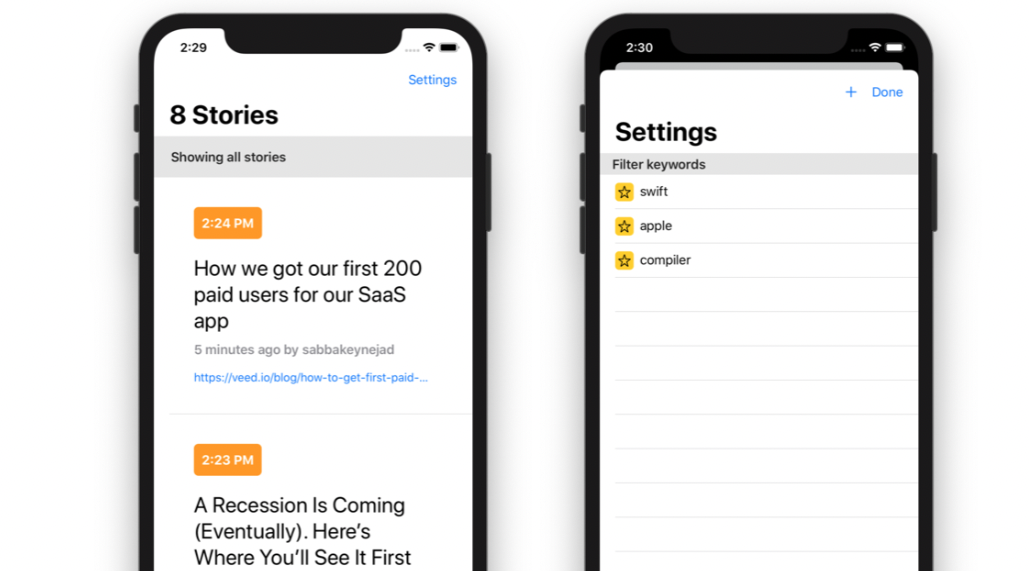 2:29
Settings
8 Stories
Showing all stories
2:24 PM
How we got our first 200
paid users for our SaaS
app
5 minutes ago by sabbakeynejad
https://veed.io/blog/how-to-get-first-paid-...
2:23 PM
A Recession Is Coming
(Eventually). Here’s
Where You’ll See It First
2:30
+ Done
Settings
Filter keywords
swift
apple
compiler